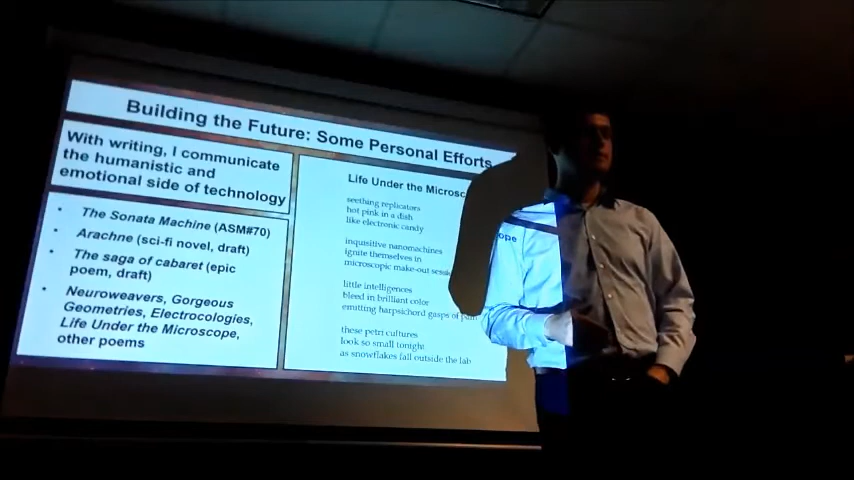 Building the Future: Some Personal Efforts
With writing, I communicate
the humanistic and
emotional side of technology
• The Sonata Machine (ASM#70)
• Arachne (sci-fi novel, draft)
• The saga of cabaret (epic
poem, draft)
• Neuroweavers, Gorgeous
Geometries, Electrocologies,
Life Under the Microscope,
other poems
Life Under the Microscope
seething replicators
hot pink in a dish
like electronic candy
inquisitive nanomachines
ignite themselves in
microscopic make-out
little intelligences
bleed in brilliant color
emitting harpsichord gasps of pain
these petri cultures
look so small tonight
as snowflakes fall outside the lab